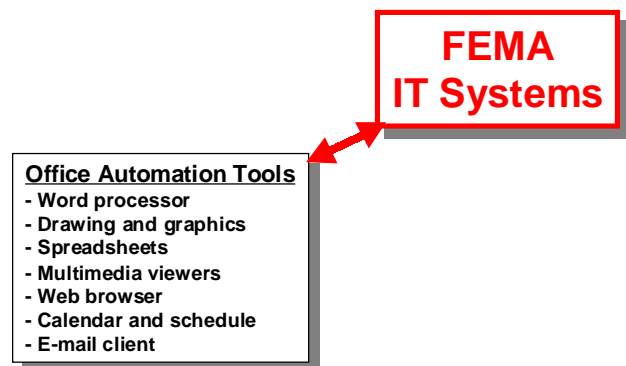 FEMA
IT Systems
Office Automation Tools
- Word processor
- Drawing and graphics
- Spreadsheets
- Multimedia viewers
- Web browser
- Calendar and schedule
- E-mail client